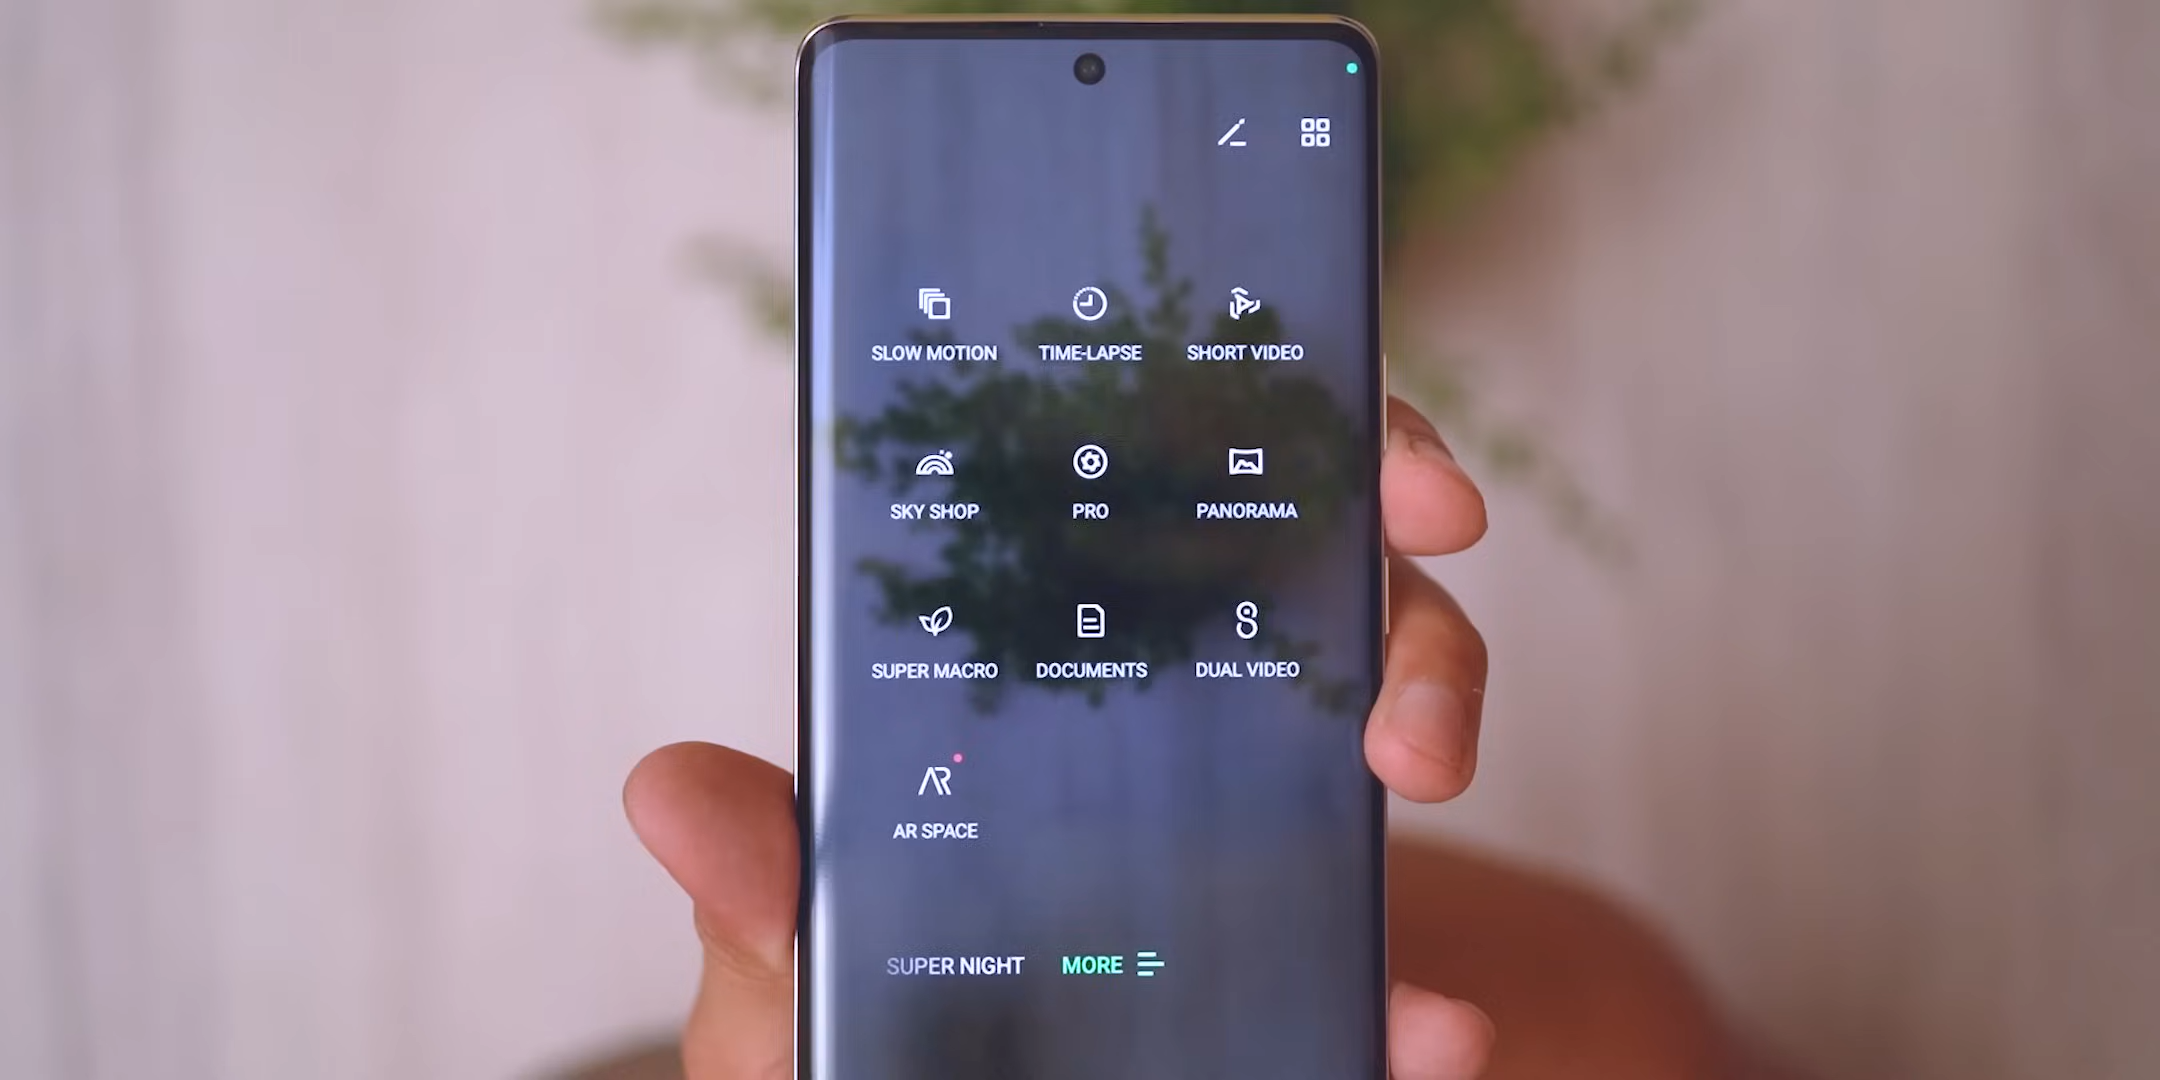 SLOW MOTION
TIME-LAPSE
SHORT VIDEO
SKY SHOP
PRO
PANORAMA
SUPER MACRO
DOCUMENTS
DUAL VIDEO
AR
AR SPACE
SUPER NIGHT
MORE